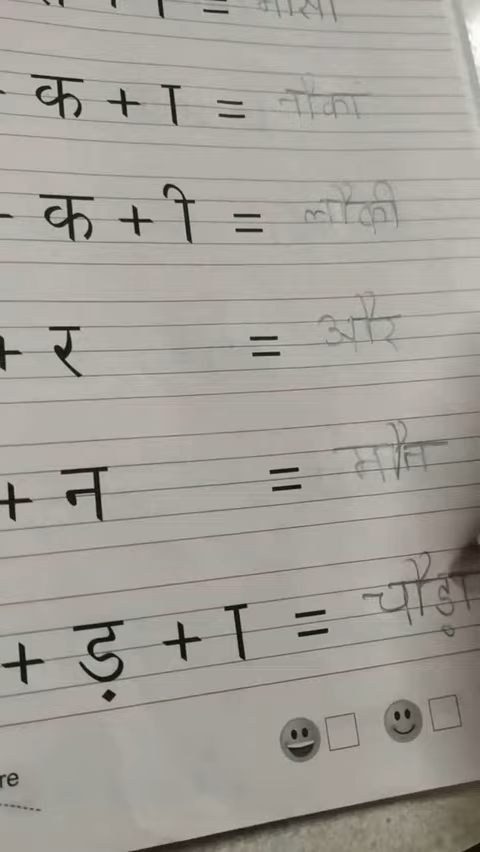 + ा = मौसी
- क + ा = नौका
- क + ी = लौकी
+ र = और
+ न = मौन
+ ड़ + ा = चौड़ा
re